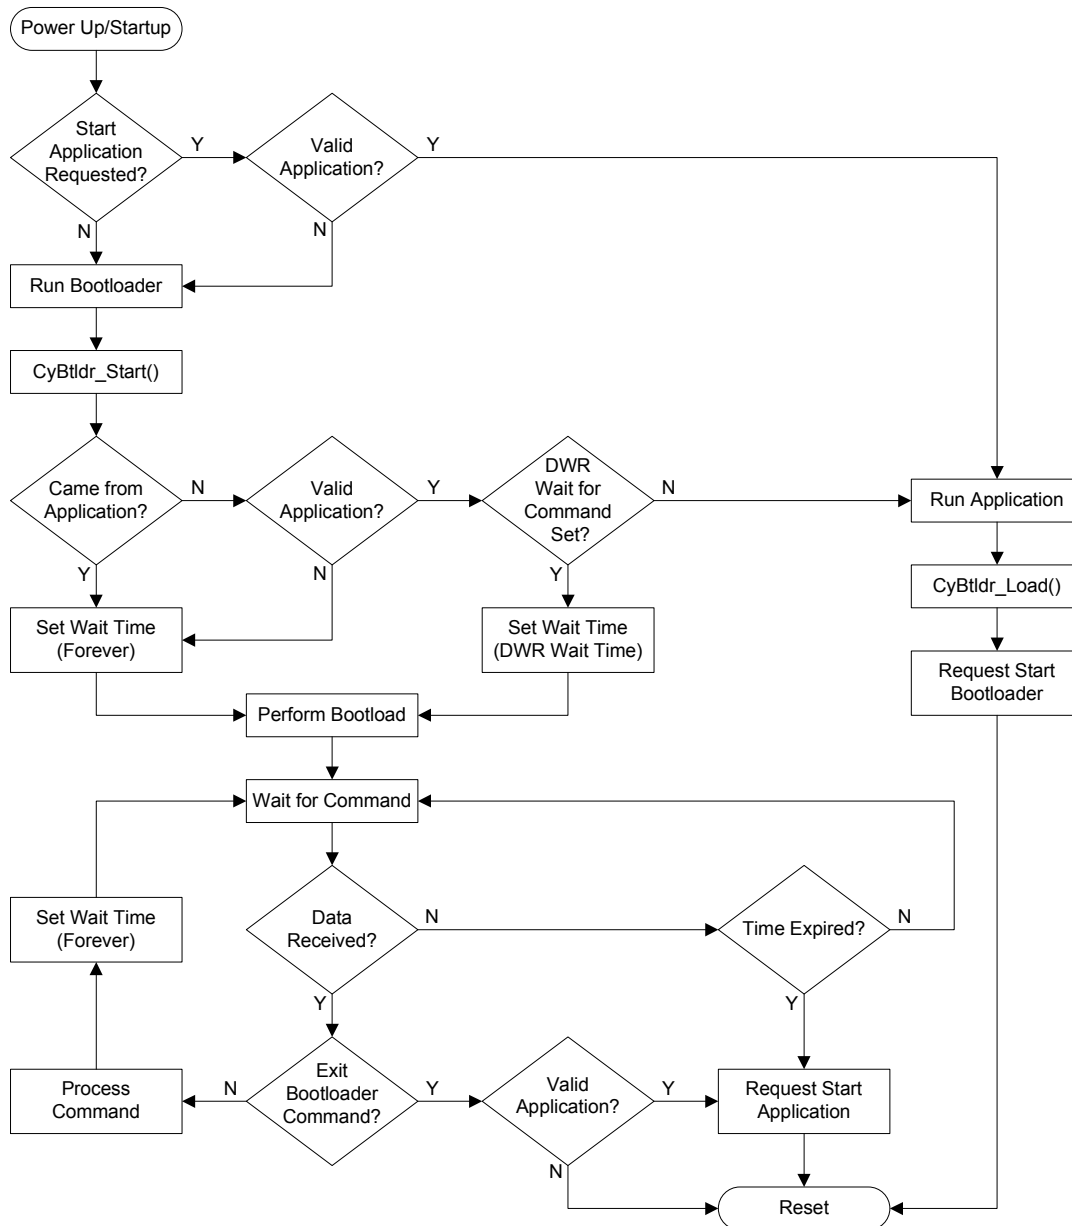 Power Up/Startup
Start
Application
Requested?
Y
Valid
Application?
Y
N
N
Run Bootloader
CyBtldr_Start()
Came from
Application?
N
Valid
Application?
Y
DWR
Wait for
Command
Set?
N
Run Application
Y
N
Y
CyBtldr_Load()
Set Wait Time
(Forever)
Set Wait Time
(DWR Wait Time)
Request Start
Bootloader
Perform Bootload
Wait for Command
Set Wait Time
(Forever)
Data
Received?
N
Time Expired?
N
Y
Y
Process
Command
N
Exit
Bootloader
Command?
Y
Valid
Application?
Y
Request Start
Application
N
Reset